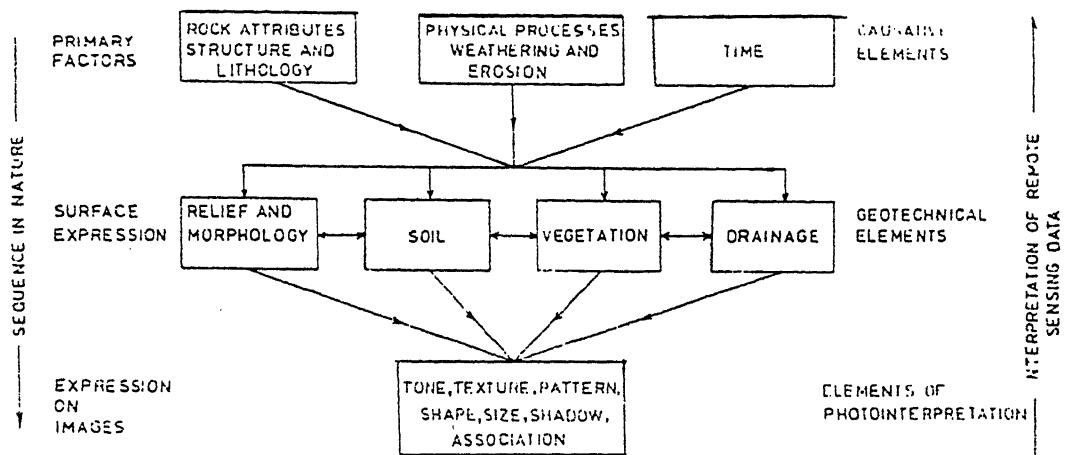 PRIMARY
FACTORS
ROCK ATTRIBUTES
STRUCTURE AND
LITHOLOGY
PHYSICAL PROCESSES
WEATHERING AND
EROSION
TIME
CAUSATIVE
ELEMENTS
SEQUENCE IN NATURE
SURFACE
EXPRESSION
RELIEF AND
MORPHOLOGY
SOIL
VEGETATION
DRAINAGE
GEOTECHNICAL
ELEMENTS
INTERPRETATION OF REMOTE
SENSING DATA
EXPRESSION
ON
IMAGES
TONE, TEXTURE, PATTERN,
SHAPE, SIZE, SHADOW,
ASSOCIATION
ELEMENTS OF
PHOTOINTERPRETATION